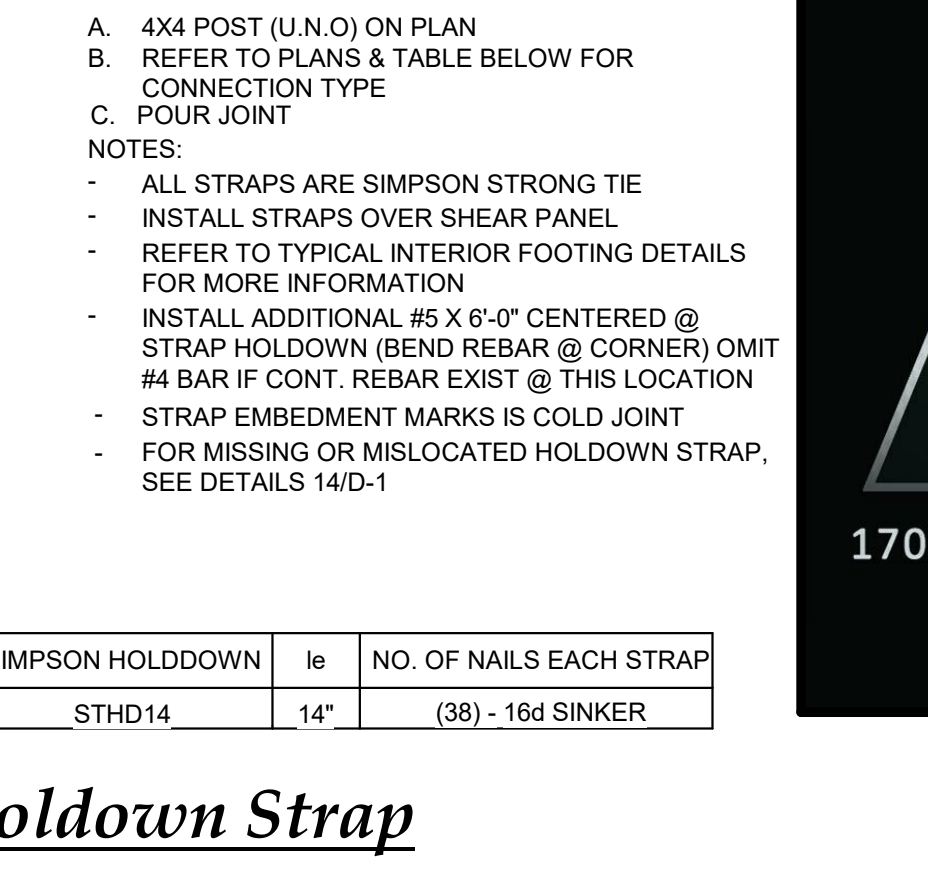 A. 4X4 POST (U.N.O) ON PLAN
B. REFER TO PLANS & TABLE BELOW FOR
CONNECTION TYPE
C. POUR JOINT
NOTES:
- ALL STRAPS ARE SIMPSON STRONG TIE
- INSTALL STRAPS OVER SHEAR PANEL
- REFER TO TYPICAL INTERIOR FOOTING DETAILS
FOR MORE INFORMATION
- INSTALL ADDITIONAL #5 X 6'-0" CENTERED @
STRAP HOLDOWN (BEND REBAR @ CORNER) OMIT
#4 BAR IF CONT. REBAR EXIST @ THIS LOCATION
- STRAP EMBEDMENT MARKS IS COLD JOINT
- FOR MISSING OR MISLOCATED HOLDOWN STRAP,
SEE DETAILS 14/D-1
170
IMPSON HOLDDOWN le NO. OF NAILS EACH STRAP
STHD14 14" (38) - 16d SINKER
oldown Strap